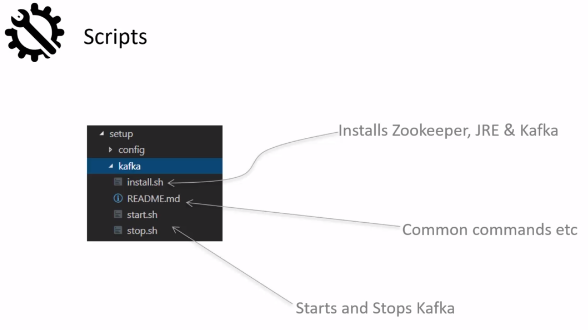 Scripts
setup
config
kafka
install.sh
README.md
start.sh
stop.sh
Installs Zookeeper, JRE & Kafka
Common commands etc
Starts and Stops Kafka